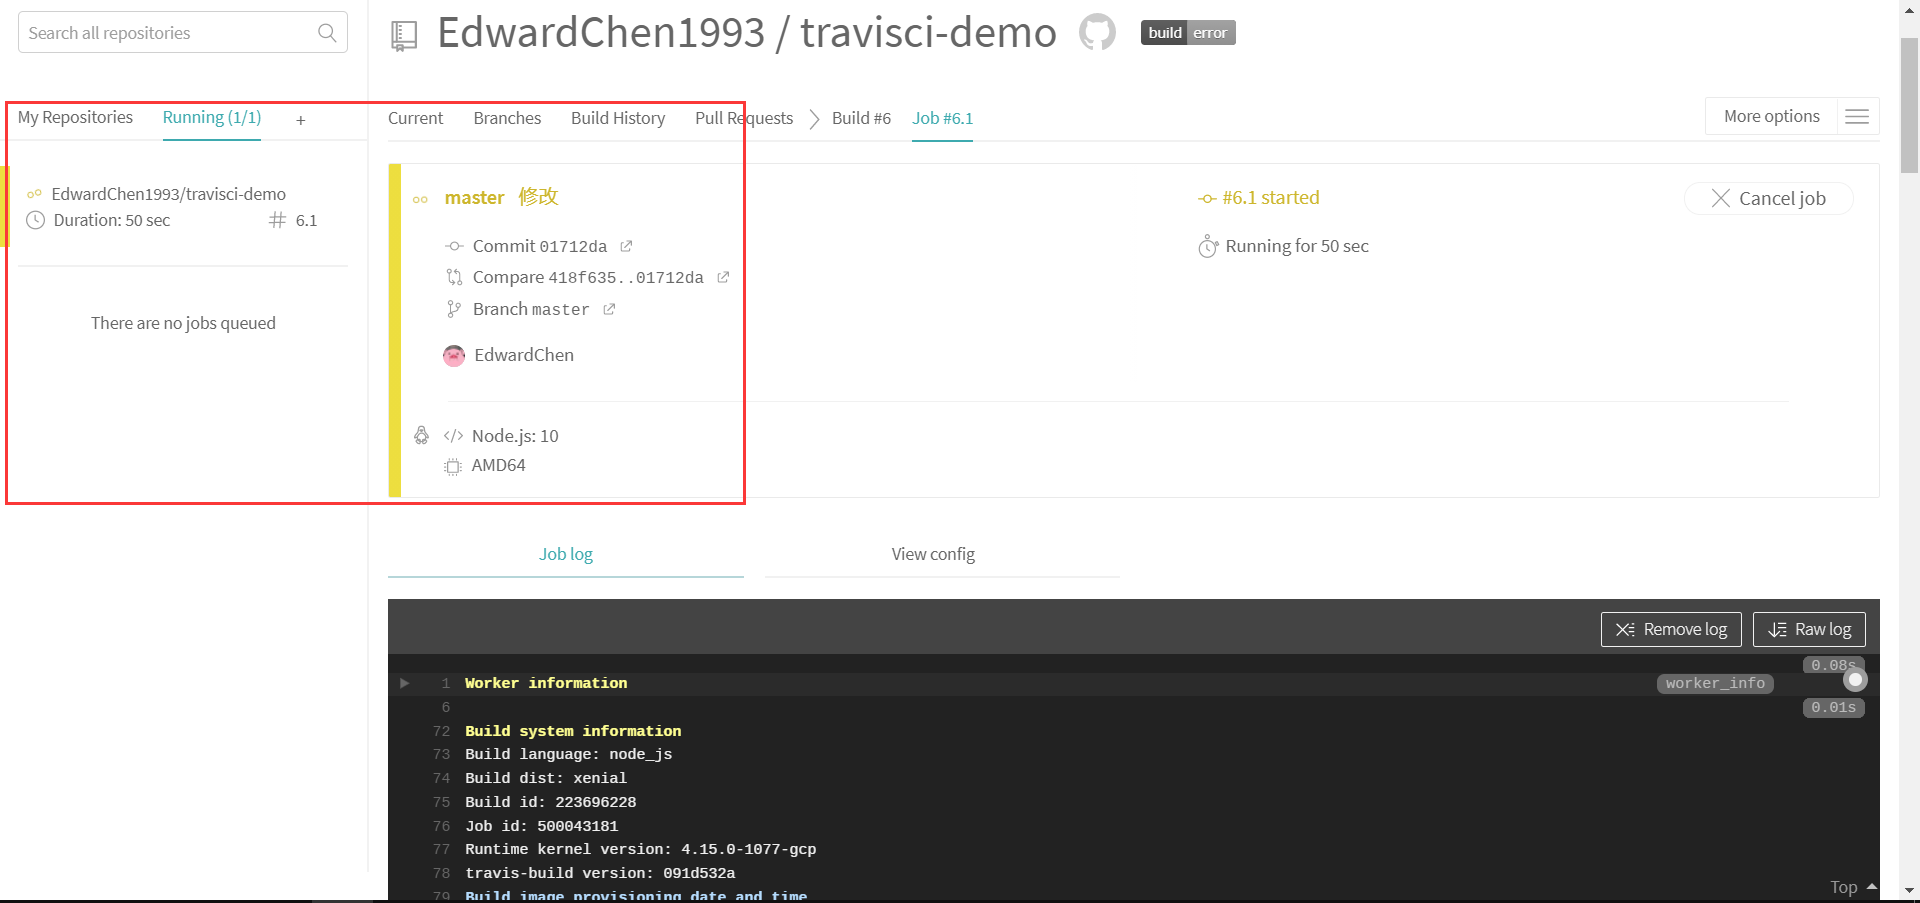 Search all repositories
EdwardChen1993 / travisci-demo
build error
My Repositories Running (1/1) +
Current Branches Build History Pull Requests Build #6 Job #6.1
More options
EdwardChen1993/travisci-demo
Duration: 50 sec # 6.1
There are no jobs queued
master 修改
Commit 01712da
Compare 418f635..01712da
Branch master
EdwardChen
Node.js: 10
AMD64
#6.1 started
Running for 50 sec
Cancel job
Job log View config
Remove log Raw log
0.08s
1 Worker information worker_info
6 0.01s
72 Build system information
73 Build language: node_js
74 Build dist: xenial
75 Build id: 223696228
76 Job id: 500043181
77 Runtime kernel version: 4.15.0-1077-gcp
78 travis-build version: 091d532a
79 Build image provisioning date and time
Top